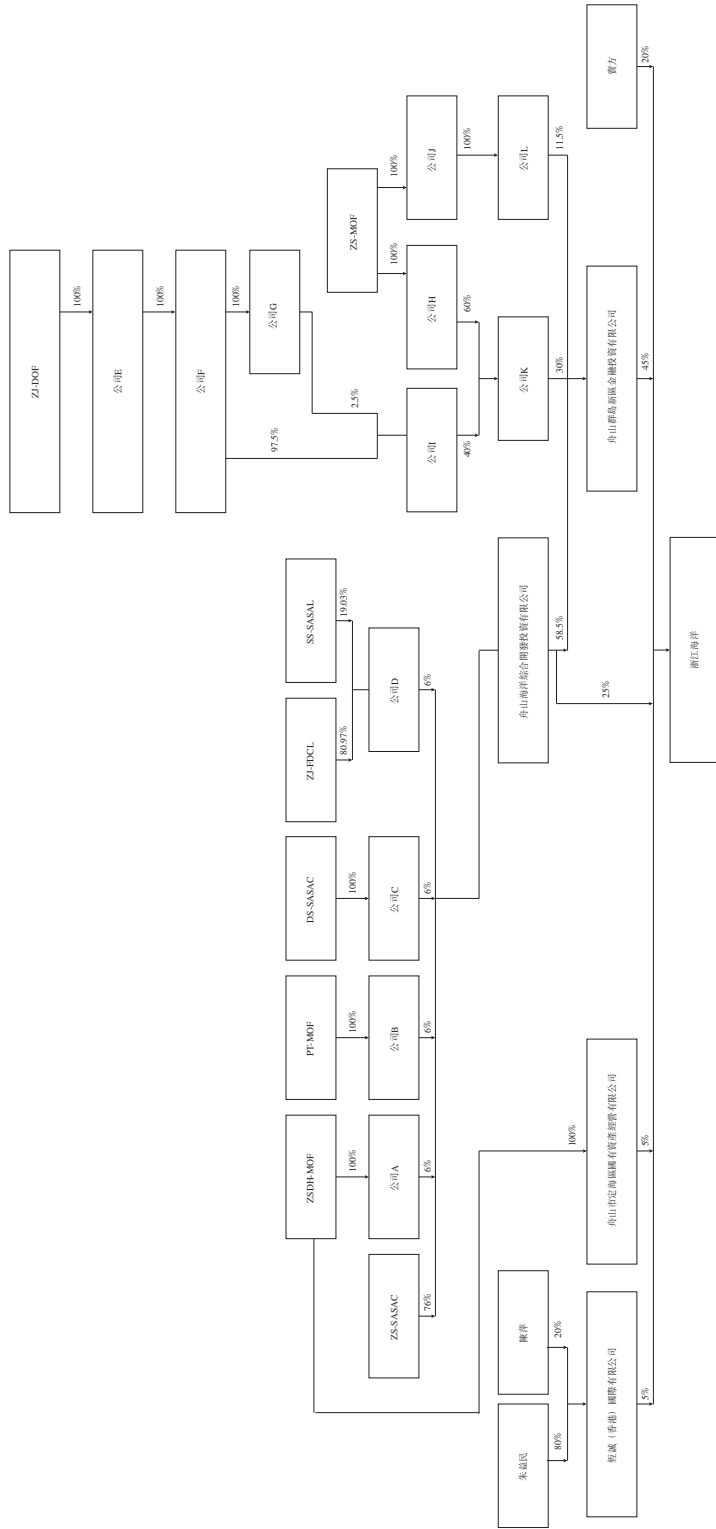 ZJ-DOF
100%
公司E
100%
公司F
100%
公司G
97.5%
2.5%
ZS-MOF
100%
100%
ZSDH-MOF
PT-MOF
DS-SASAC
ZJ-FDCL
SS-SASAL
100%
100%
100%
80.97%
19.03%
ZS-SASAC
公司A
公司B
公司C
公司D
公司I
公司H
公司J
76%
6%
6%
6%
6%
40%
60%
100%
朱益民
陳萍
公司K
公司L
80%
20%
100%
舟山海洋綜合開發投資有限公司
58.5%
30%
11.5%
25%
恆誠（香港）國際有限公司
舟山市定海區國有資產經營有限公司
舟山群島新區金融投資有限公司
賣方
5%
5%
45%
20%
浙江海洋